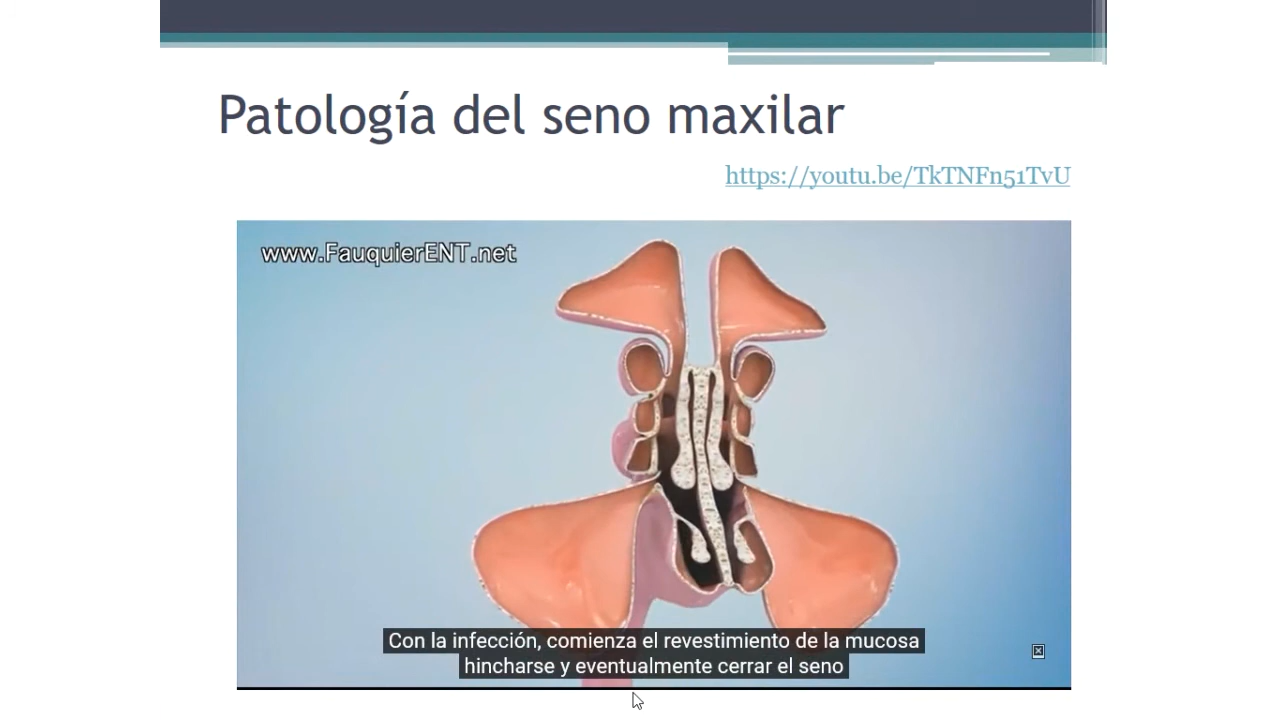 Patología del seno maxilar
https://youtu.be/TkTNFn51TvU
www.FauquierENT.net
Con la infección, comienza el revestimiento de la mucosa
hincharse y eventualmente cerrar el seno